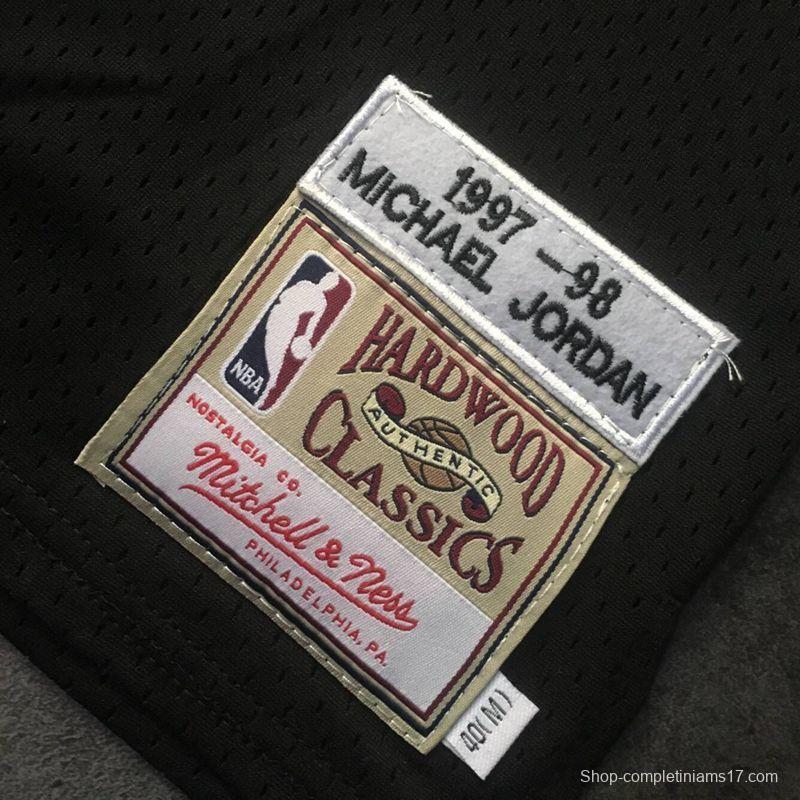 1997-98
MICHAEL JORDAN
NBA
HARDWOOD
AUTHENTIC
CLASSICS
NOSTALGIA CO.
Mitchell & Ness
PHILADELPHIA, PA.
40(M)
Shop-completiniams17.com